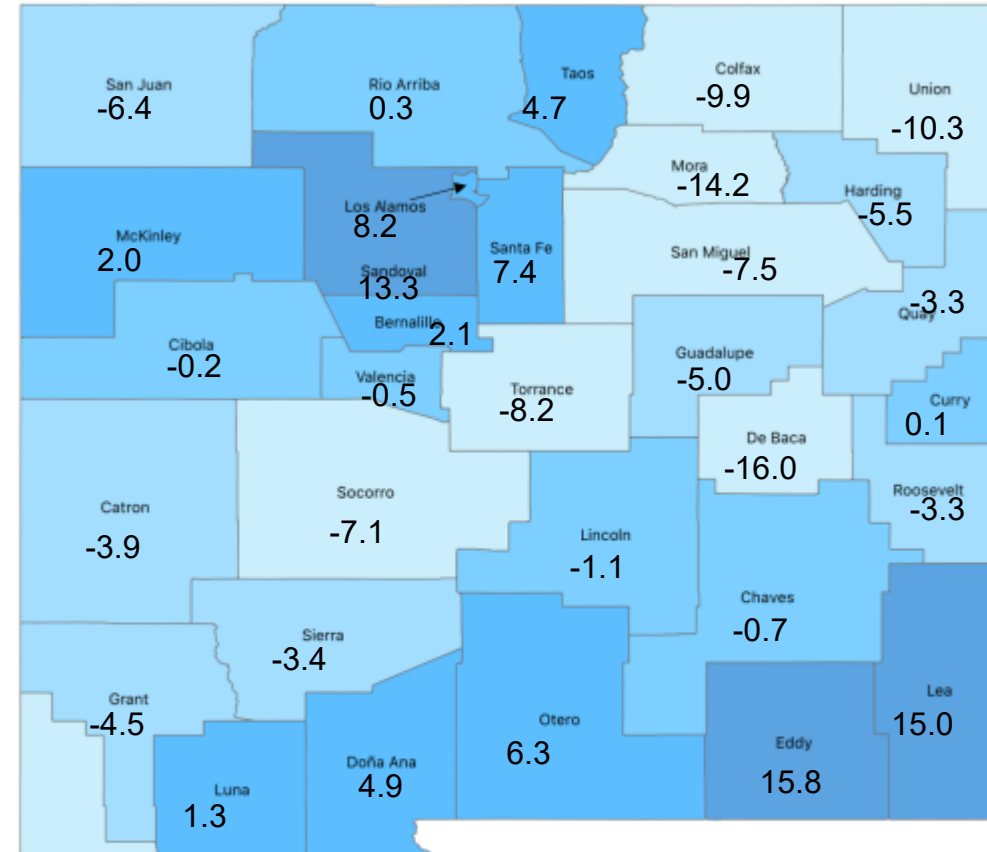 San Juan
-6.4
Rio Arriba
0.3
Taos
4.7
Colfax
-9.9
Union
-10.3
Mora
-14.2
Harding
-5.5
Los Alamos
8.2
McKinley
2.0
Santa Fe
7.4
San Miguel
-7.5
Sandoval
13.3
-3.3
Quay
Bernalillo
2.1
Cibola
-0.2
Guadalupe
-5.0
Valencia
-0.5
Torrance
-8.2
Curry
0.1
De Baca
-16.0
Socorro
-7.1
Catron
-3.9
Roosevelt
-3.3
Lincoln
-1.1
Chaves
-0.7
Sierra
-3.4
Grant
-4.5
Lea
15.0
Otero
6.3
Eddy
15.8
Doña Ana
4.9
Luna
1.3